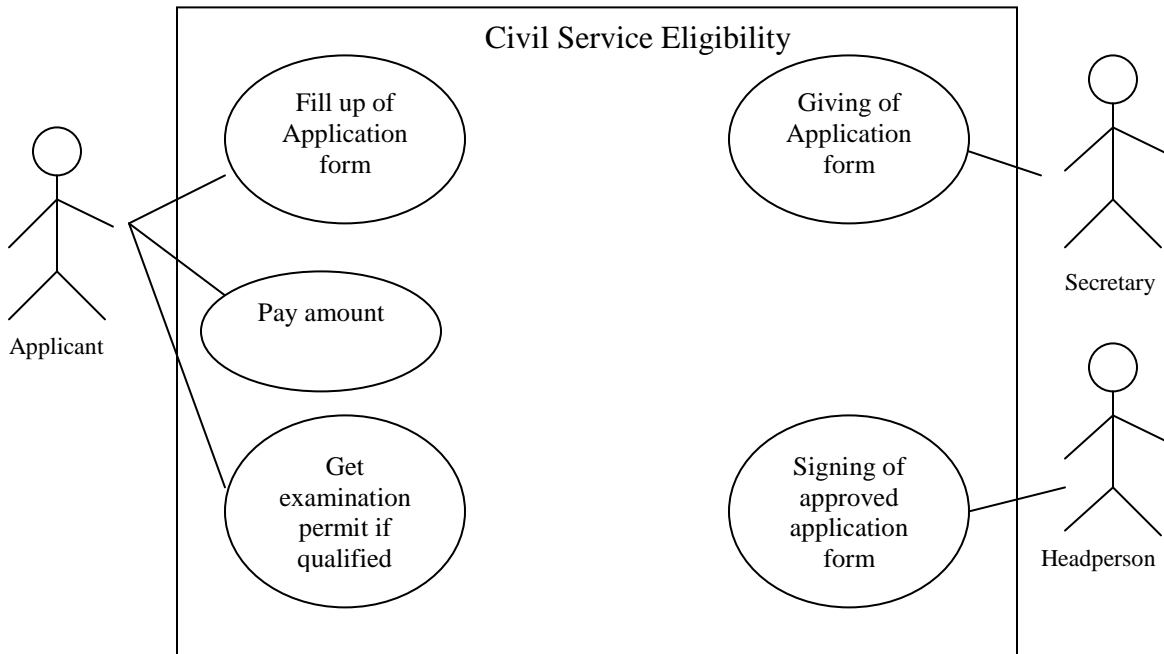 Civil Service Eligibility
Fill up of
Application
form
Giving of
Application
form
Secretary
Pay amount
Applicant
Get
examination
permit if
qualified
Signing of
approved
application
form
Headperson